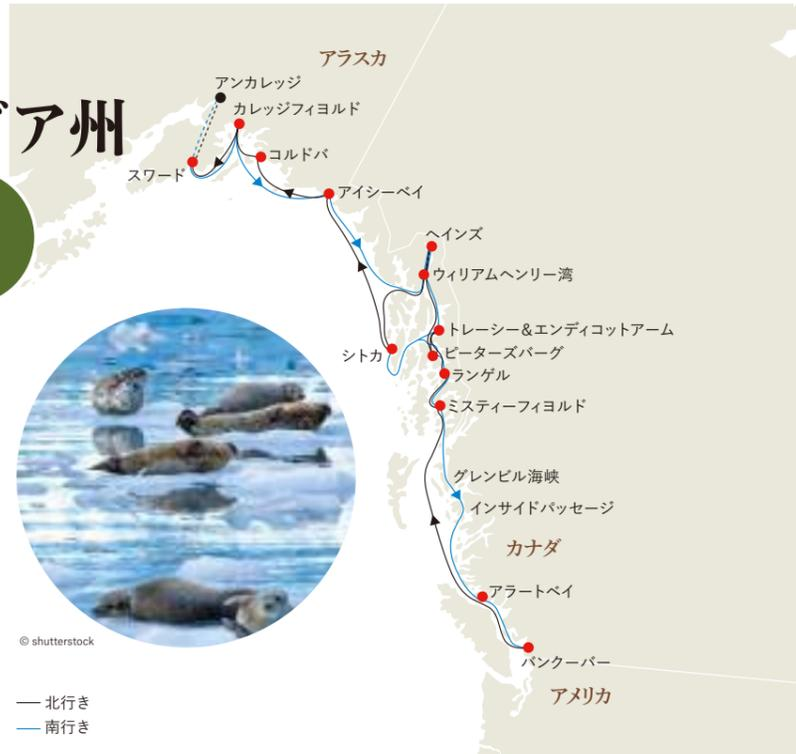 アラスカ
アンカレッジ
カレッジフィヨルド
ア州
コルドバ
スワード
アイシーベイ
ヘインズ
ウィリアムヘンリー湾
トレーシー＆エンディコットアーム
シトカ
ピーターズバーグ
ランゲル
ミスティーフィヨルド
グレンビル海峡
インサイドパッセージ
カナダ
アラートベイ
© shutterstock
バンクーバー
アメリカ
北行き
南行き